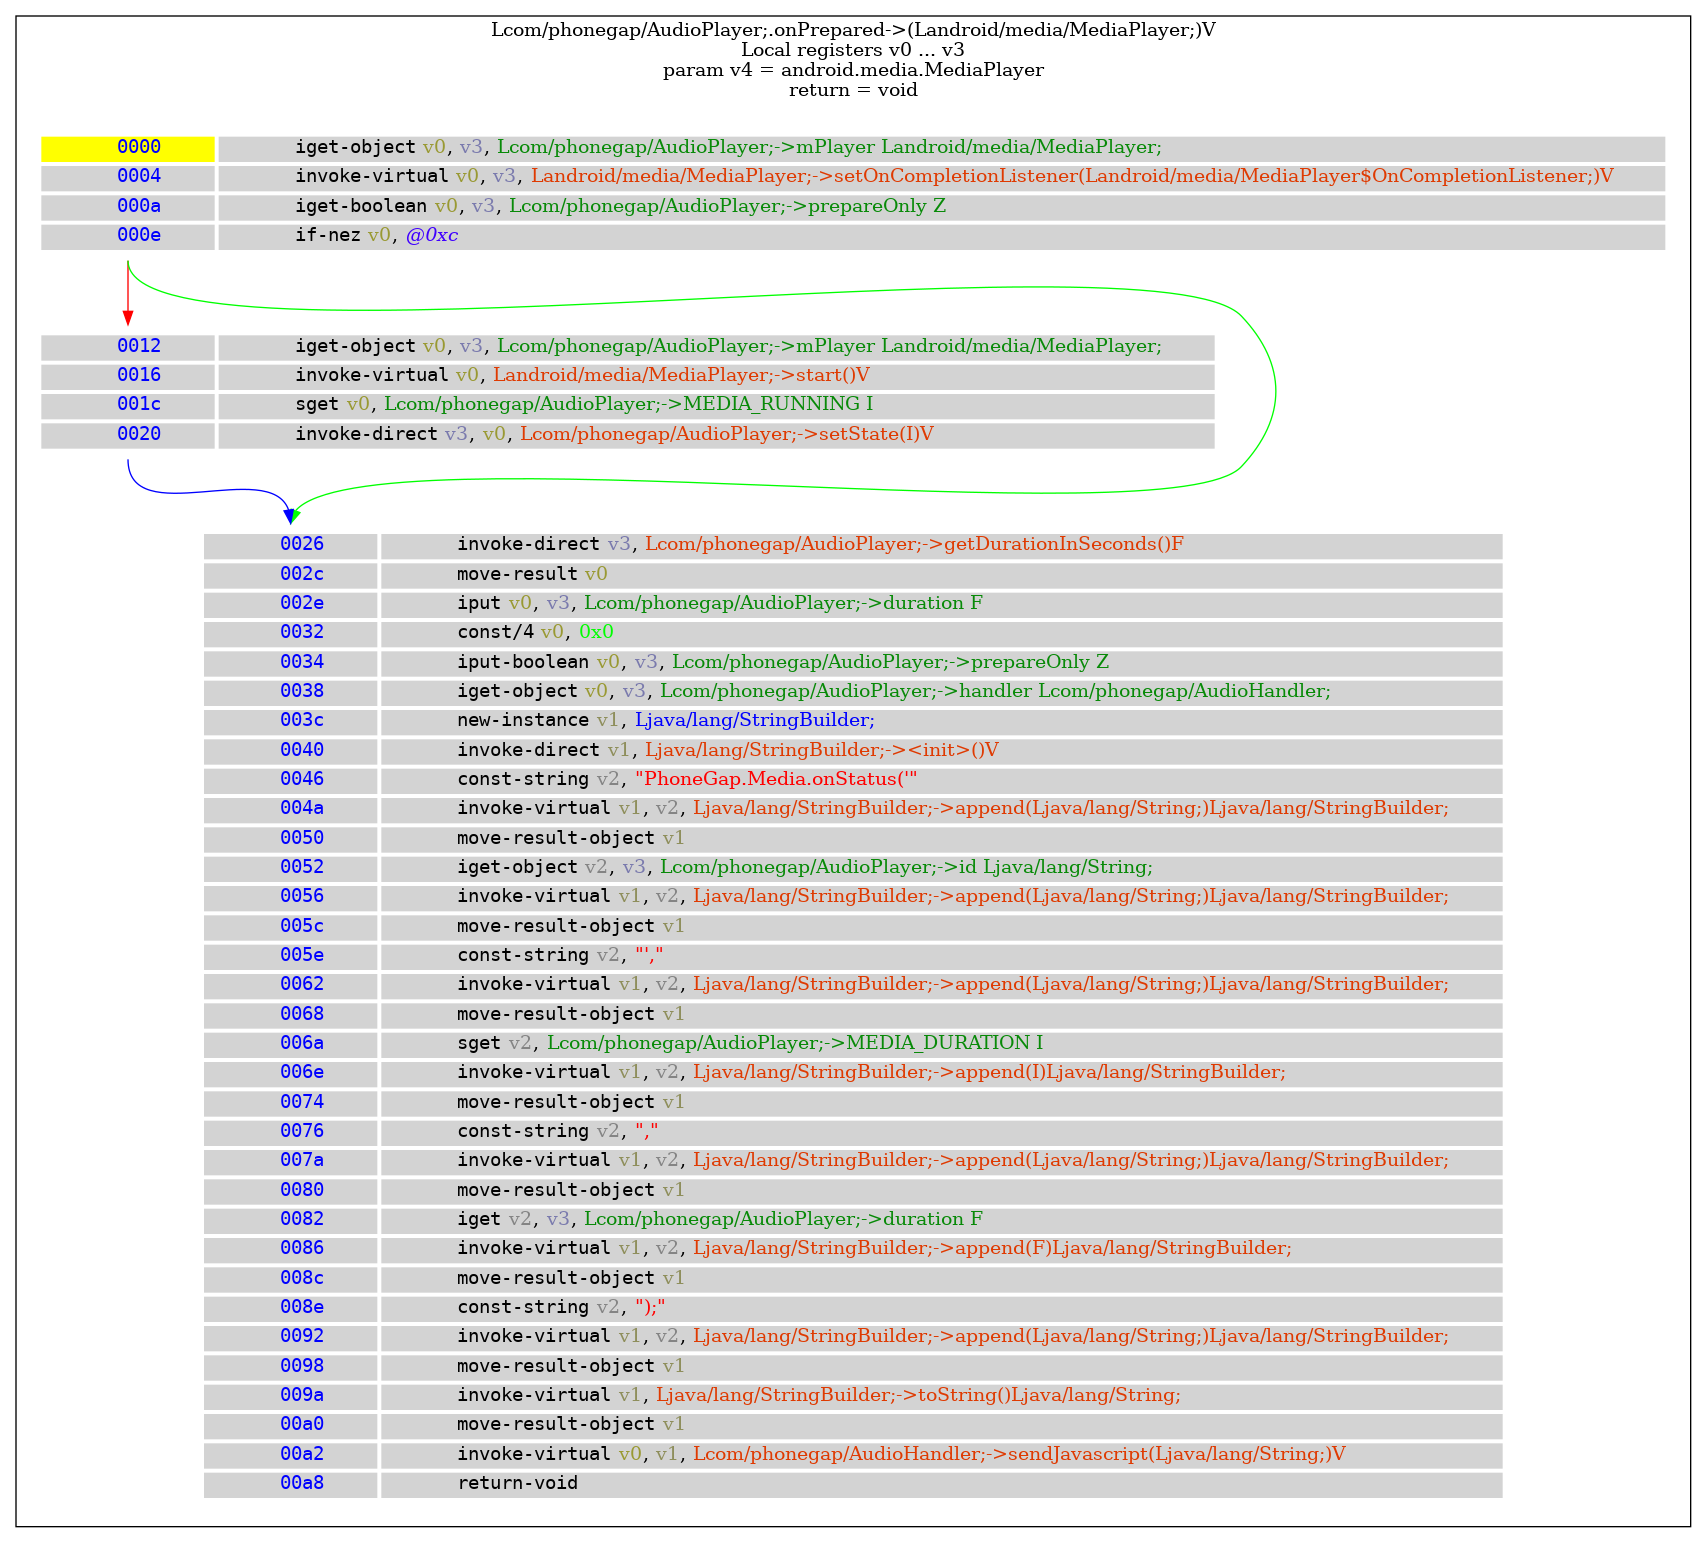 Lcom/phonegap/AudioPlayer;.onPrepared->(Landroid/media/MediaPlayer;)V
Local registers v0 ... v3
param v4 = android.media.MediaPlayer
return = void
0000 iget-object v0, v3, Lcom/phonegap/AudioPlayer;->mPlayer Landroid/media/MediaPlayer;
0004 invoke-virtual v0, v3, Landroid/media/MediaPlayer;->setOnCompletionListener(Landroid/media/MediaPlayer$OnCompletionListener;)V
000a iget-boolean v0, v3, Lcom/phonegap/AudioPlayer;->prepareOnly Z
000e if-nez v0, @0xc
0012 iget-object v0, v3, Lcom/phonegap/AudioPlayer;->mPlayer Landroid/media/MediaPlayer;
0016 invoke-virtual v0, Landroid/media/MediaPlayer;->start()V
001c sget v0, Lcom/phonegap/AudioPlayer;->MEDIA_RUNNING I
0020 invoke-direct v3, v0, Lcom/phonegap/AudioPlayer;->setState(I)V
0026 invoke-direct v3, Lcom/phonegap/AudioPlayer;->getDurationInSeconds()F
002c move-result v0
002e iput v0, v3, Lcom/phonegap/AudioPlayer;->duration F
0032 const/4 v0, 0x0
0034 iput-boolean v0, v3, Lcom/phonegap/AudioPlayer;->prepareOnly Z
0038 iget-object v0, v3, Lcom/phonegap/AudioPlayer;->handler Lcom/phonegap/AudioHandler;
003c new-instance v1, Ljava/lang/StringBuilder;
0040 invoke-direct v1, Ljava/lang/StringBuilder;-><init>()V
0046 const-string v2, "PhoneGap.Media.onStatus('"
004a invoke-virtual v1, v2, Ljava/lang/StringBuilder;->append(Ljava/lang/String;)Ljava/lang/StringBuilder;
0050 move-result-object v1
0052 iget-object v2, v3, Lcom/phonegap/AudioPlayer;->id Ljava/lang/String;
0056 invoke-virtual v1, v2, Ljava/lang/StringBuilder;->append(Ljava/lang/String;)Ljava/lang/StringBuilder;
005c move-result-object v1
005e const-string v2, "',"
0062 invoke-virtual v1, v2, Ljava/lang/StringBuilder;->append(Ljava/lang/String;)Ljava/lang/StringBuilder;
0068 move-result-object v1
006a sget v2, Lcom/phonegap/AudioPlayer;->MEDIA_DURATION I
006e invoke-virtual v1, v2, Ljava/lang/StringBuilder;->append(I)Ljava/lang/StringBuilder;
0074 move-result-object v1
0076 const-string v2, ","
007a invoke-virtual v1, v2, Ljava/lang/StringBuilder;->append(Ljava/lang/String;)Ljava/lang/StringBuilder;
0080 move-result-object v1
0082 iget v2, v3, Lcom/phonegap/AudioPlayer;->duration F
0086 invoke-virtual v1, v2, Ljava/lang/StringBuilder;->append(F)Ljava/lang/StringBuilder;
008c move-result-object v1
008e const-string v2, ");"
0092 invoke-virtual v1, v2, Ljava/lang/StringBuilder;->append(Ljava/lang/String;)Ljava/lang/StringBuilder;
0098 move-result-object v1
009a invoke-virtual v1, Ljava/lang/StringBuilder;->toString()Ljava/lang/String;
00a0 move-result-object v1
00a2 invoke-virtual v0, v1, Lcom/phonegap/AudioHandler;->sendJavascript(Ljava/lang/String;)V
00a8 return-void